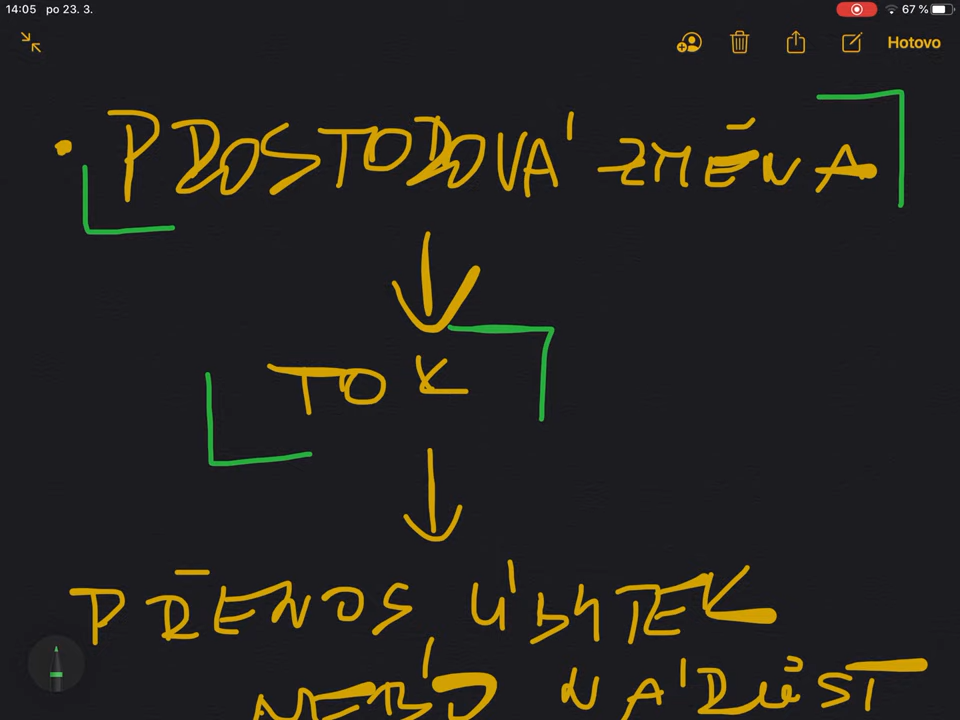 14:05 po 23. 3. 67 %
Hotovo
• PROSTOROVÁ ZMĚNA
TOK
PŘENOS ÚBYTEK
NEBO NÁRŮST